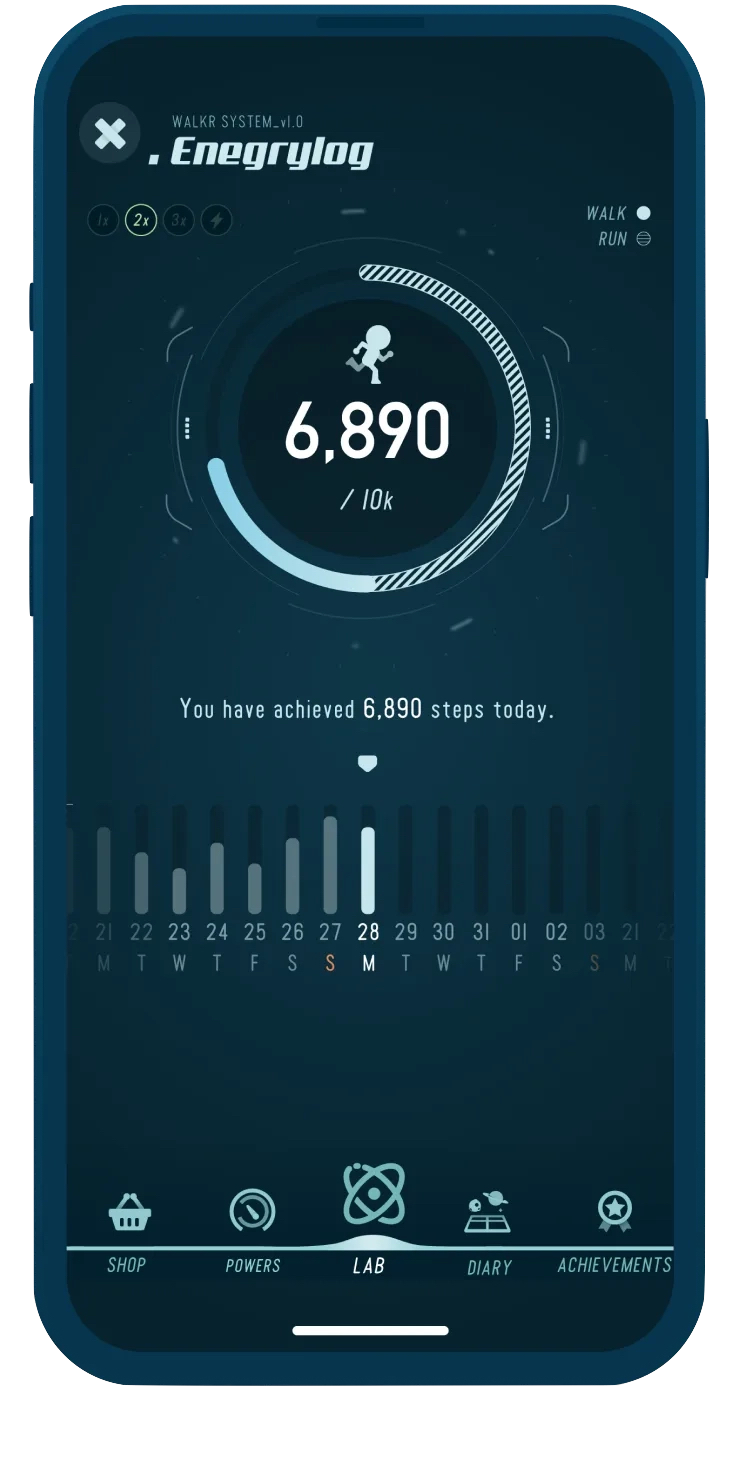 WALKR SYSTEM_v1.0
. Enegrylog
1x 2x 3x
WALK
RUN
6,890
/ 10k
You have achieved 6,890 steps today.
21 22 23 24 25 26 27 28 29 30 31 01 02 03 21 22
M T W T F S S M T W T F S S M T
SHOP POWERS LAB DIARY ACHIEVEMENTS